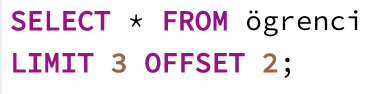 SELECT * FROM ögrenci
LIMIT 3 OFFSET 2;